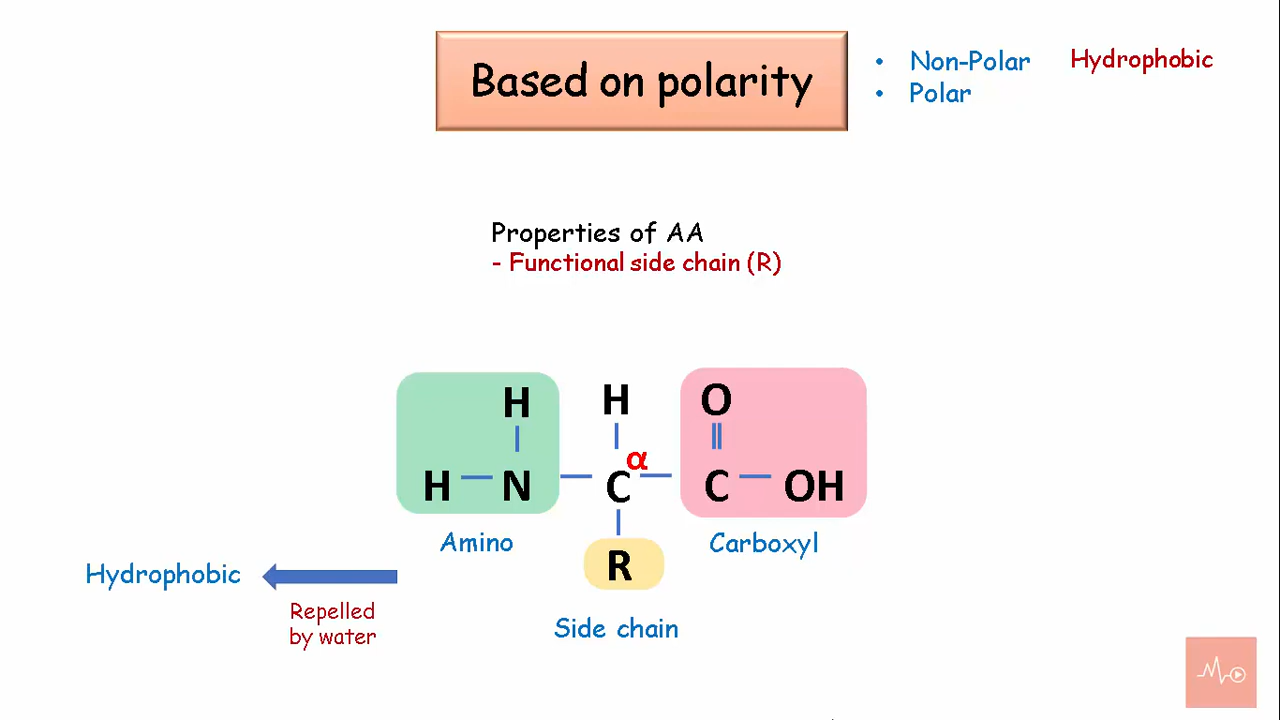 Based on polarity
• Non-Polar Hydrophobic
• Polar
Properties of AA
- Functional side chain (R)
H H O
α
H N C C OH
Amino Carboxyl
R
Hydrophobic
Repelled
by water
Side chain